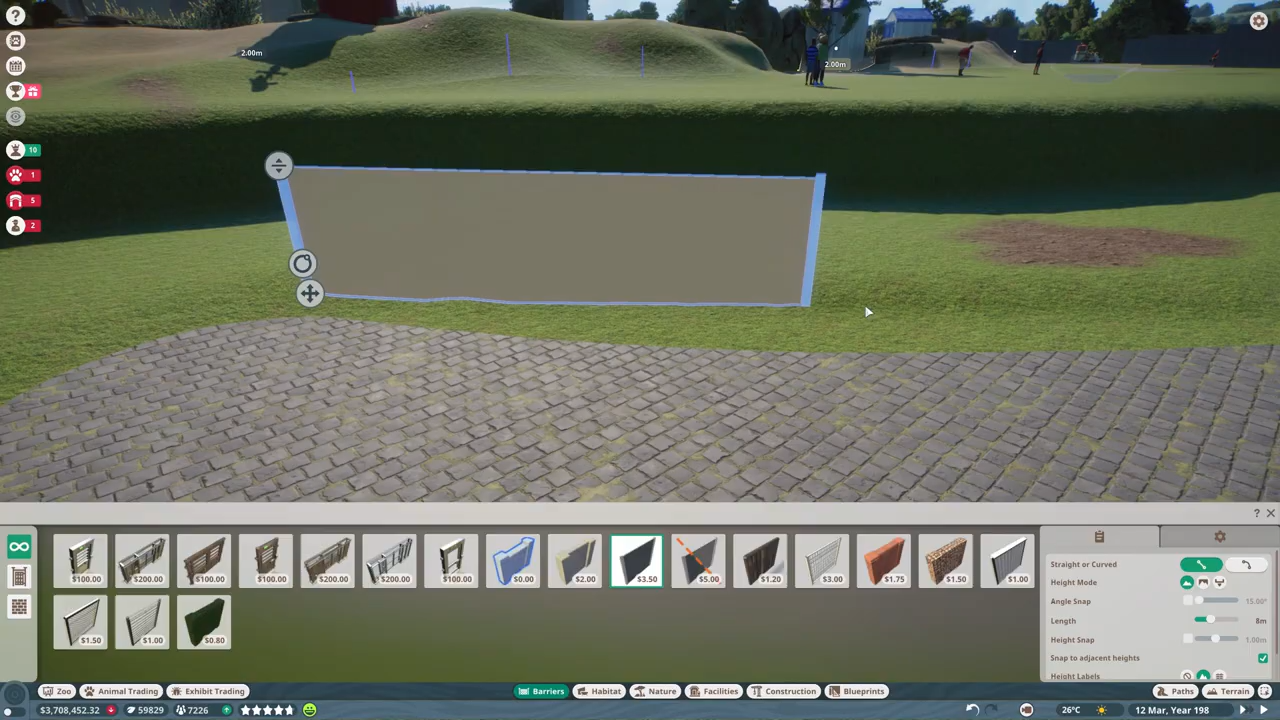 2.00m
2.00m
10
1
5
2
$100.00
$200.00
$100.00
$100.00
$200.00
$200.00
$100.00
$0.00
$2.00
$3.50
$5.00
$1.20
$3.00
$1.75
$1.50
$1.00
$1.50
$1.00
$0.80
Straight or Curved
Height Mode
Angle Snap
15.00°
Length
8m
Height Snap
1.00m
Snap to adjacent heights
Height Labels
Zoo
Animal Trading
Exhibit Trading
Barriers
Habitat
Nature
Facilities
Construction
Blueprints
Paths
Terrain
$3,708,452.32
59829
7226
26°C
12 Mar, Year 198